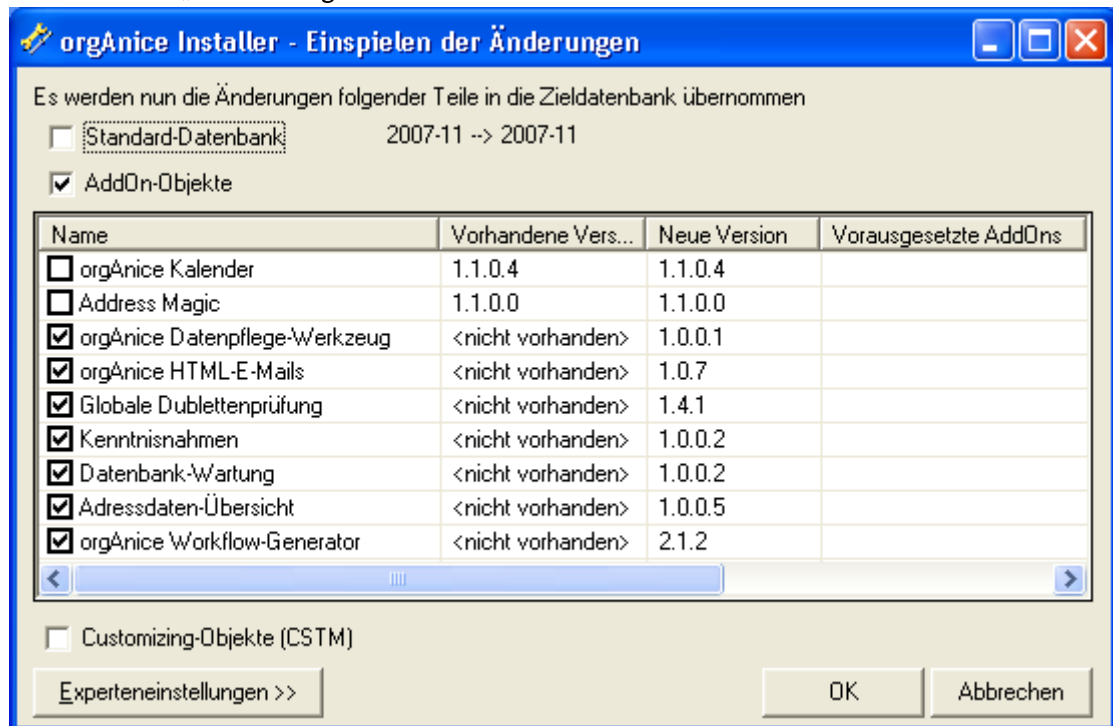 orgAnice Installer - Einspielen der Änderungen
Es werden nun die Änderungen folgender Teile in die Zieldatenbank übernommen
Standard-Datenbank 2007-11 --> 2007-11
AddOn-Objekte
Name Vorhandene Vers... Neue Version Vorausgesetzte AddOns
orgAnice Kalender 1.1.0.4 1.1.0.4
Address Magic 1.1.0.0 1.1.0.0
orgAnice Datenpflege-Werkzeug <nicht vorhanden> 1.0.0.1
orgAnice HTML-E-Mails <nicht vorhanden> 1.0.7
Globale Dublettenprüfung <nicht vorhanden> 1.4.1
Kenntnisnahmen <nicht vorhanden> 1.0.0.2
Datenbank-Wartung <nicht vorhanden> 1.0.0.2
Adressdaten-Übersicht <nicht vorhanden> 1.0.0.5
orgAnice Workflow-Generator <nicht vorhanden> 2.1.2
Customizing-Objekte (CSTM)
Experteneinstellungen >> OK Abbrechen